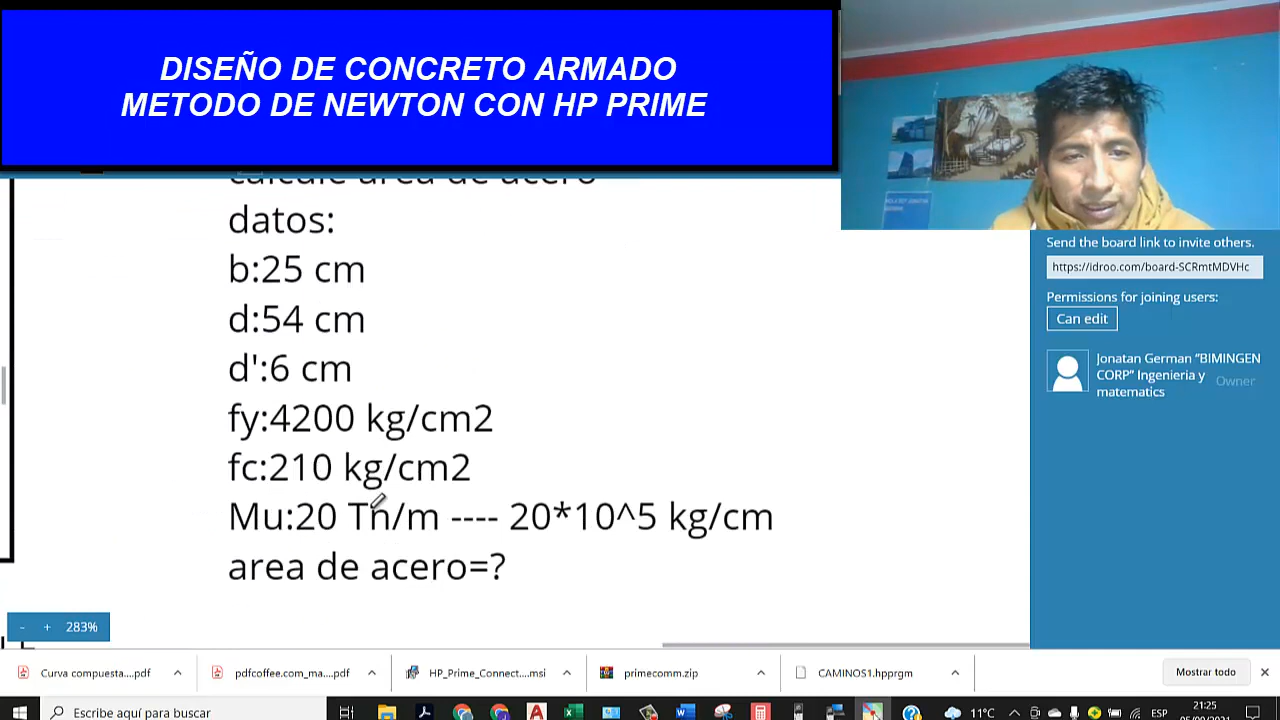 DISEÑO DE CONCRETO ARMADO
METODO DE NEWTON CON HP PRIME
calcule area de acero
datos:
b:25 cm
d:54 cm
d':6 cm
fy:4200 kg/cm2
fc:210 kg/cm2
Mu:20 Tn/m ---- 20*10^5 kg/cm
area de acero=?
Send the board link to invite others.
https://idroo.com/board-SCRmtMDVHc
Permissions for joining users:
Can edit
Jonatan German “BIMINGEN
CORP” Ingenieria y
matematics
Owner
- + 283%
Curva compuesta....pdf
pdfcoffee.com_ma....pdf
HP_Prime_Connect....msi
primecomm.zip
CAMINOS1.hpprgm
Mostrar todo
Escribe aquí para buscar
11°C
ESP
21:25